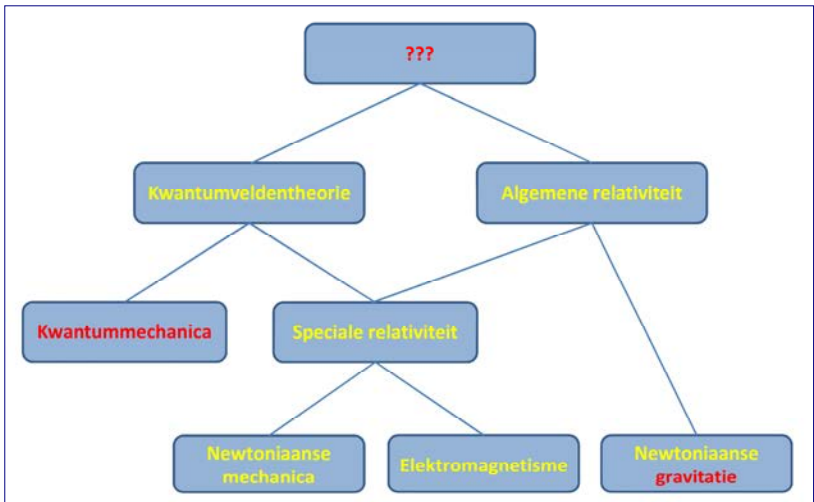 ???
Kwantumveldentheorie
Algemene relativiteit
Kwantummechanica
Speciale relativiteit
Newtoniaanse
mechanica
Elektromagnetisme
Newtoniaanse
gravitatie